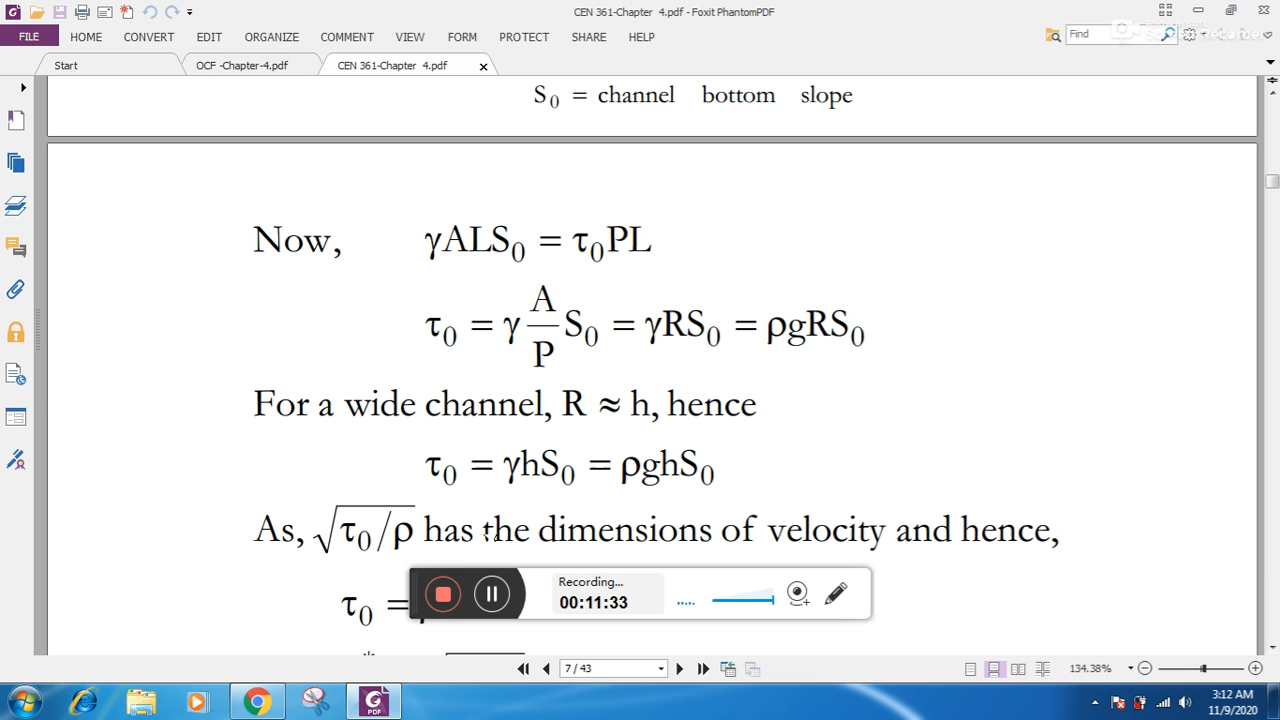 CEN 361-Chapter 4.pdf - Foxit PhantomPDF
FILE HOME CONVERT EDIT ORGANIZE COMMENT VIEW FORM PROTECT SHARE HELP Find
Start OCF -Chapter-4.pdf CEN 361-Chapter 4.pdf
S₀ = channel bottom slope
Now, γALS₀ = τ₀PL
τ₀ = γ A/P S₀ = γRS₀ = ρgRS₀
For a wide channel, R ≈ h, hence
τ₀ = γhS₀ = ρghS₀
As, √τ₀/ρ has the dimensions of velocity and hence,
τ₀ =
Recording...
00:11:33
7 / 43 134.38%
PDF
3:12 AM
11/9/2020